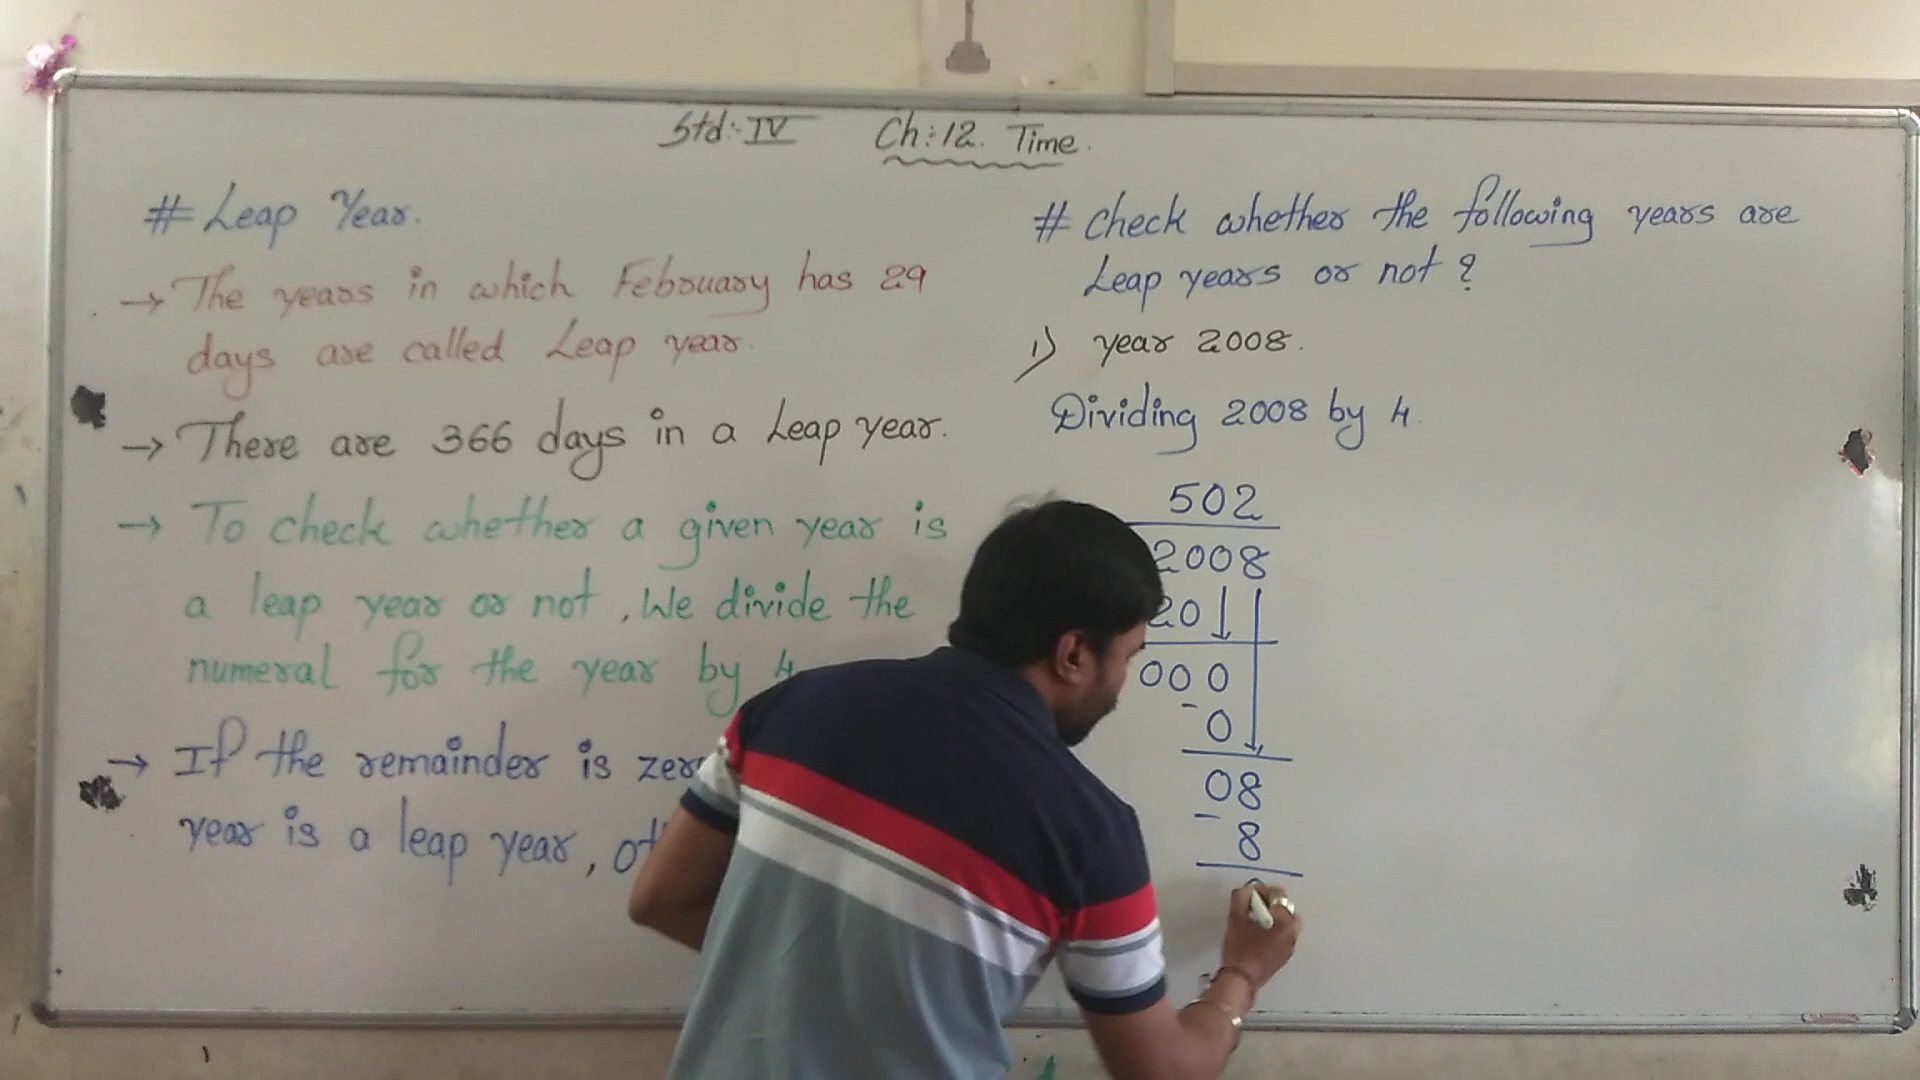 Std:- IV Ch:12. Time.
# Leap Year.
→ The years in which February has 29
days are called Leap year.
→ There are 366 days in a Leap year.
→ To check whether a given year is
a leap year or not, We divide the
numeral for the year by 4
→ If the remainder is
year is a leap year,
# Check whether the following years are
Leap years or not ?
1) year 2008.
Dividing 2008 by 4.
502
2008
20
000
- 0
08
- 8